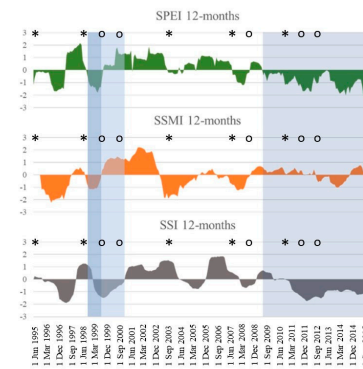 SPEI 12-months
3
* * o o * * o * o o
2
1
0
-1
-2
-3
SSMI 12-months
3
* * o o * * o * o o
2
1
0
-1
-2
-3
SSI 12-months
3
* * o o * * o * o o
2
1
0
-1
-2
-3
1 Jun 1995
1 Mar 1996
1 Dec 1996
1 Sep 1997
1 Jun 1998
1 Mar 1999
1 Dec 1999
1 Sep 2000
1 Jun 2001
1 Mar 2002
1 Dec 2002
1 Sep 2003
1 Jun 2004
1 Mar 2005
1 Dec 2005
1 Sep 2006
1 Jun 2007
1 Mar 2008
1 Dec 2008
1 Sep 2009
1 Jun 2010
1 Mar 2011
1 Dec 2011
1 Sep 2012
1 Jun 2013
1 Mar 2014
1 Dec 2014